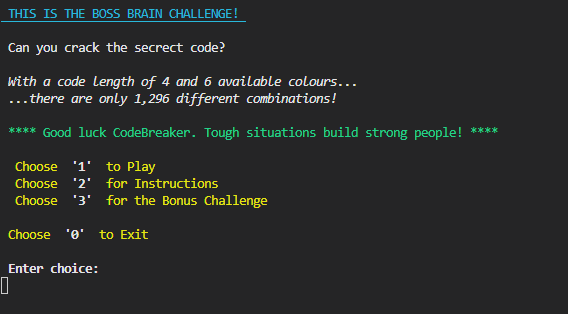 THIS IS THE BOSS BRAIN CHALLENGE!
Can you crack the secrect code?
With a code length of 4 and 6 available colours...
...there are only 1,296 different combinations!
**** Good luck CodeBreaker. Tough situations build strong people! ****
Choose '1' to Play
Choose '2' for Instructions
Choose '3' for the Bonus Challenge
Choose '0' to Exit
Enter choice: